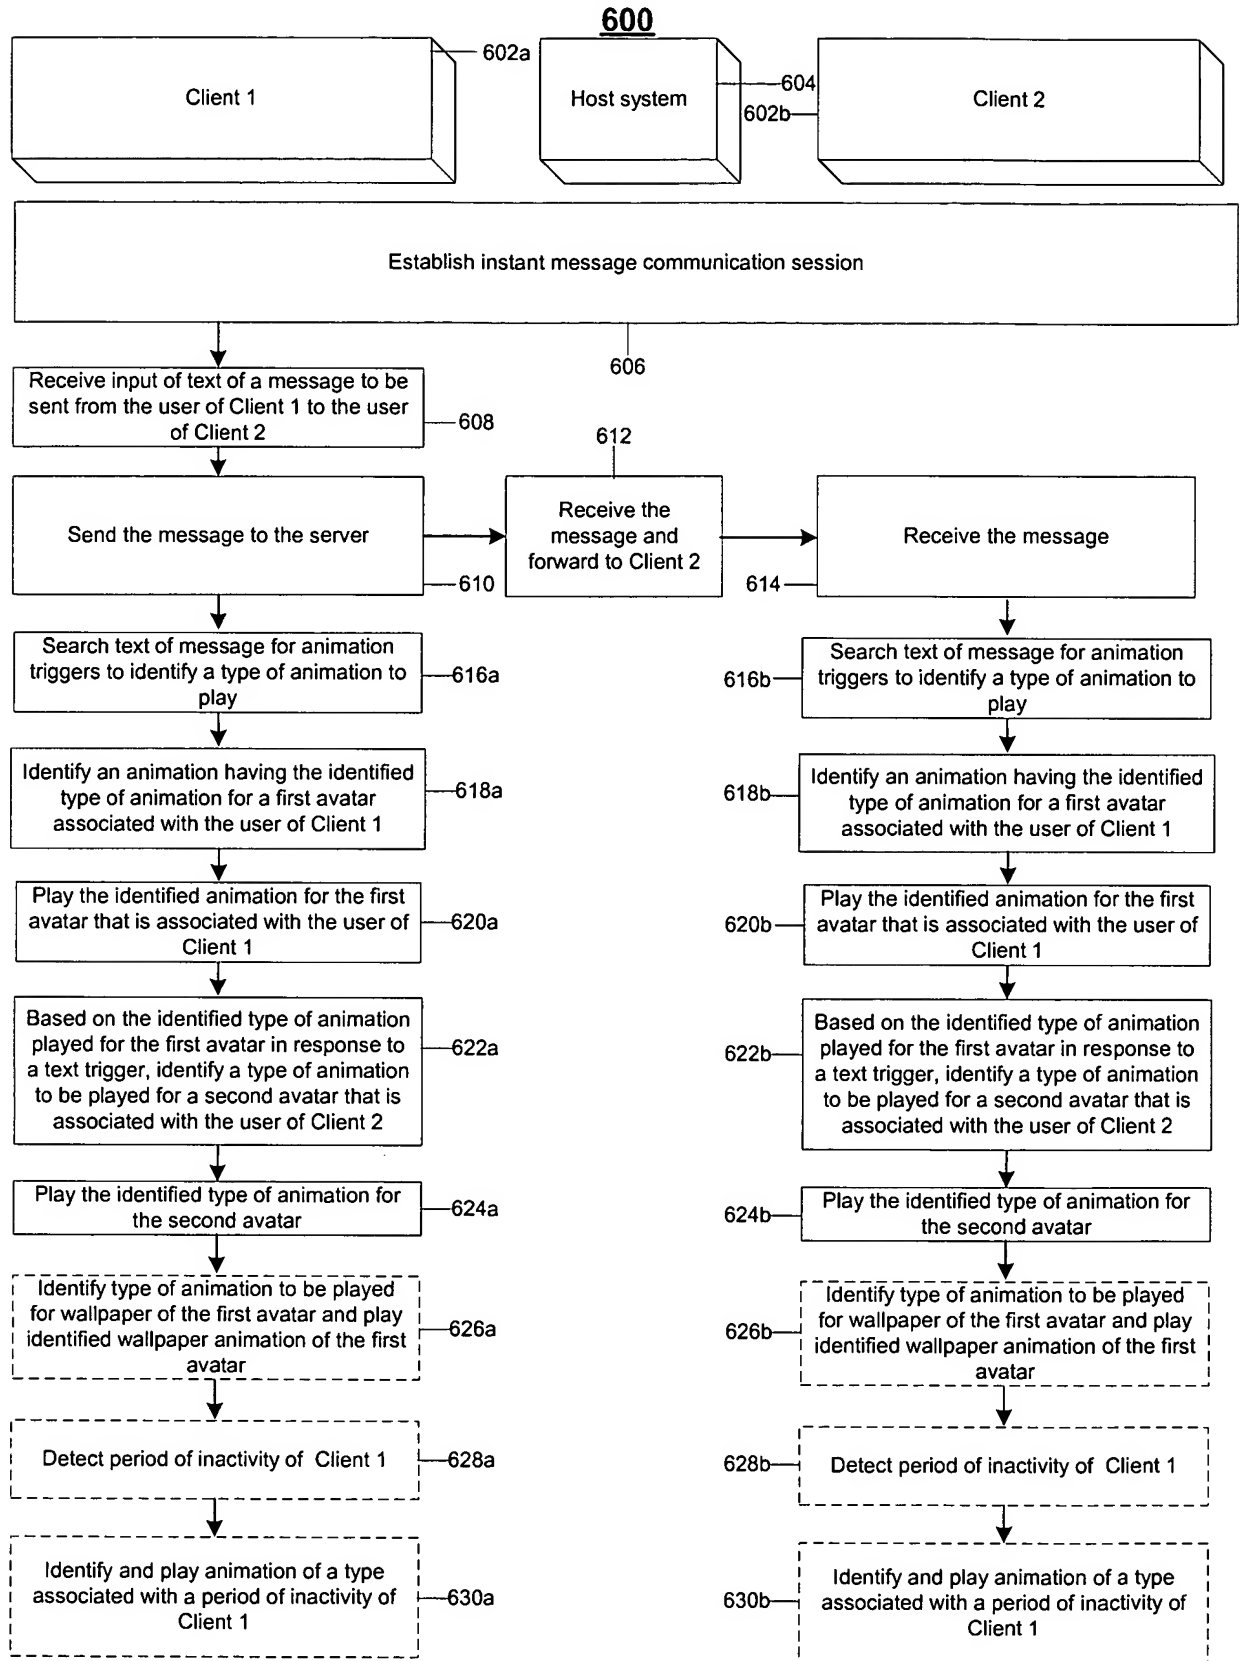 600
Client 1
602a
Host system
604
602b
Client 2
Establish instant message communication session
606
Receive input of text of a message to be
sent from the user of Client 1 to the user
of Client 2
608
612
Send the message to the server
610
Receive the
message and
forward to Client 2
Receive the message
614
Search text of message for animation
triggers to identify a type of animation to
play
616a
616b
Search text of message for animation
triggers to identify a type of animation to
play
Identify an animation having the identified
type of animation for a first avatar
associated with the user of Client 1
618a
618b
Identify an animation having the identified
type of animation for a first avatar
associated with the user of Client 1
Play the identified animation for the first
avatar that is associated with the user of
Client 1
620a
620b
Play the identified animation for the first
avatar that is associated with the user of
Client 1
Based on the identified type of animation
played for the first avatar in response to
a text trigger, identify a type of animation
to be played for a second avatar that is
associated with the user of Client 2
622a
622b
Based on the identified type of animation
played for the first avatar in response to
a text trigger, identify a type of animation
to be played for a second avatar that is
associated with the user of Client 2
Play the identified type of animation for
the second avatar
624a
624b
Play the identified type of animation for
the second avatar
Identify type of animation to be played
for wallpaper of the first avatar and play
identified wallpaper animation of the first
avatar
626a
626b
Identify type of animation to be played
for wallpaper of the first avatar and play
identified wallpaper animation of the first
avatar
Detect period of inactivity of Client 1
628a
628b
Detect period of inactivity of Client 1
Identify and play animation of a type
associated with a period of inactivity of
Client 1
630a
630b
Identify and play animation of a type
associated with a period of inactivity of
Client 1